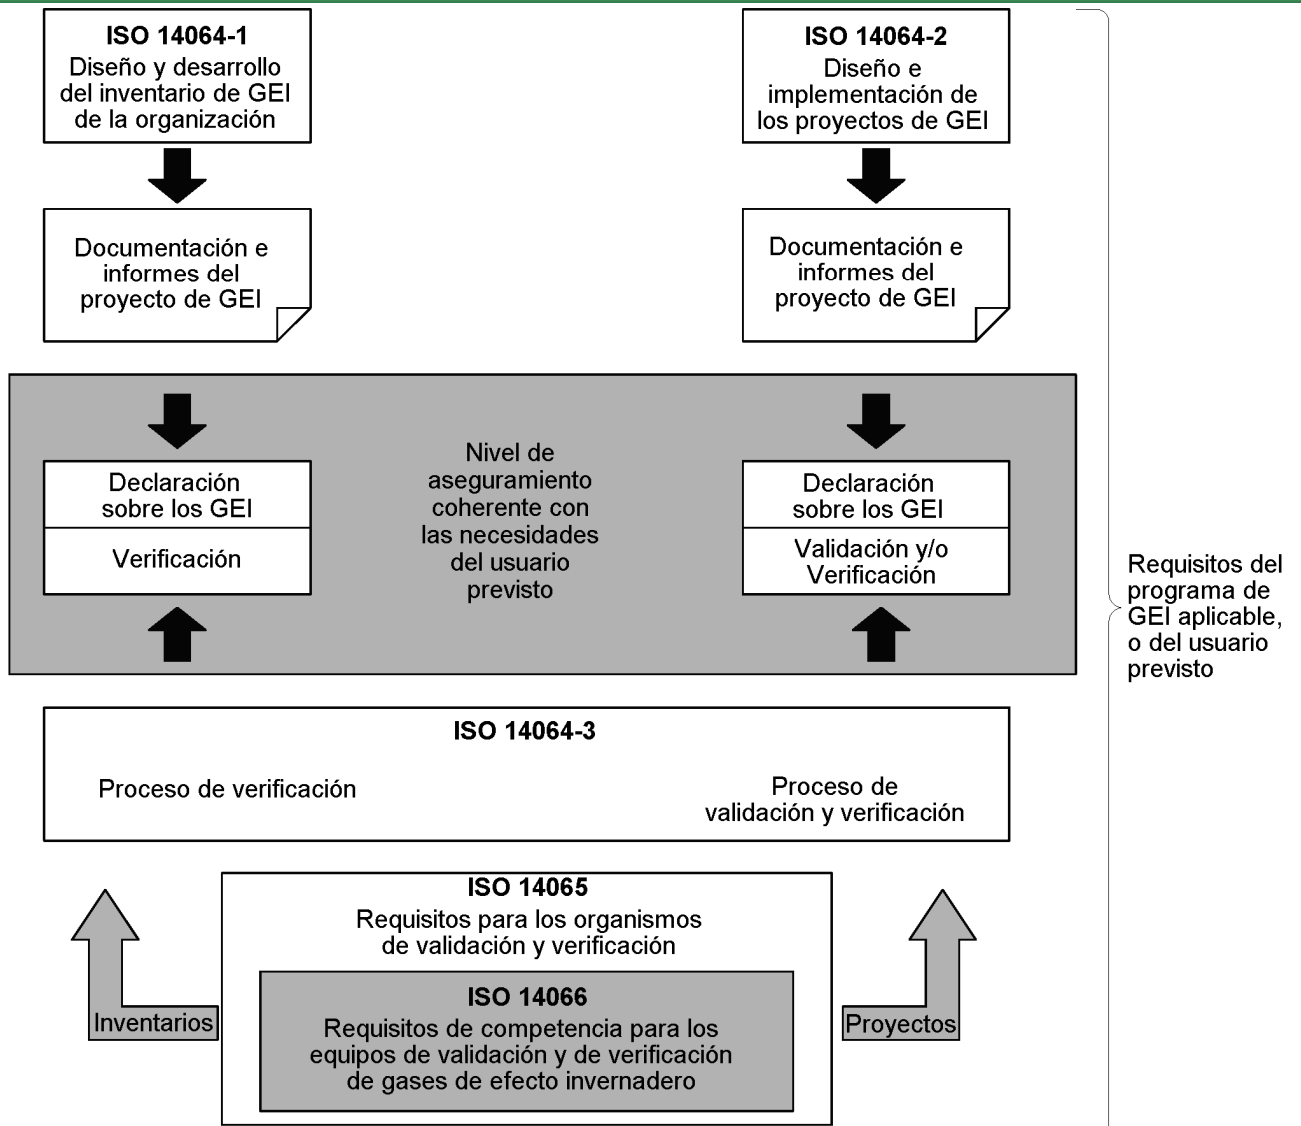 ISO 14064-1
Diseño y desarrollo
del inventario de GEI
de la organización
ISO 14064-2
Diseño e
implementación de
los proyectos de GEI
Documentación e
informes del
proyecto de GEI
Documentación e
informes del
proyecto de GEI
Declaración
sobre los GEI
Verificación
Nivel de
aseguramiento
coherente con
las necesidades
del usuario
previsto
Declaración
sobre los GEI
Validación y/o
Verificación
Requisitos del
programa de
GEI aplicable,
o del usuario
previsto
ISO 14064-3
Proceso de verificación
Proceso de
validación y verificación
ISO 14065
Requisitos para los organismos
de validación y verificación
ISO 14066
Requisitos de competencia para los
equipos de validación y de verificación
de gases de efecto invernadero
Inventarios
Proyectos